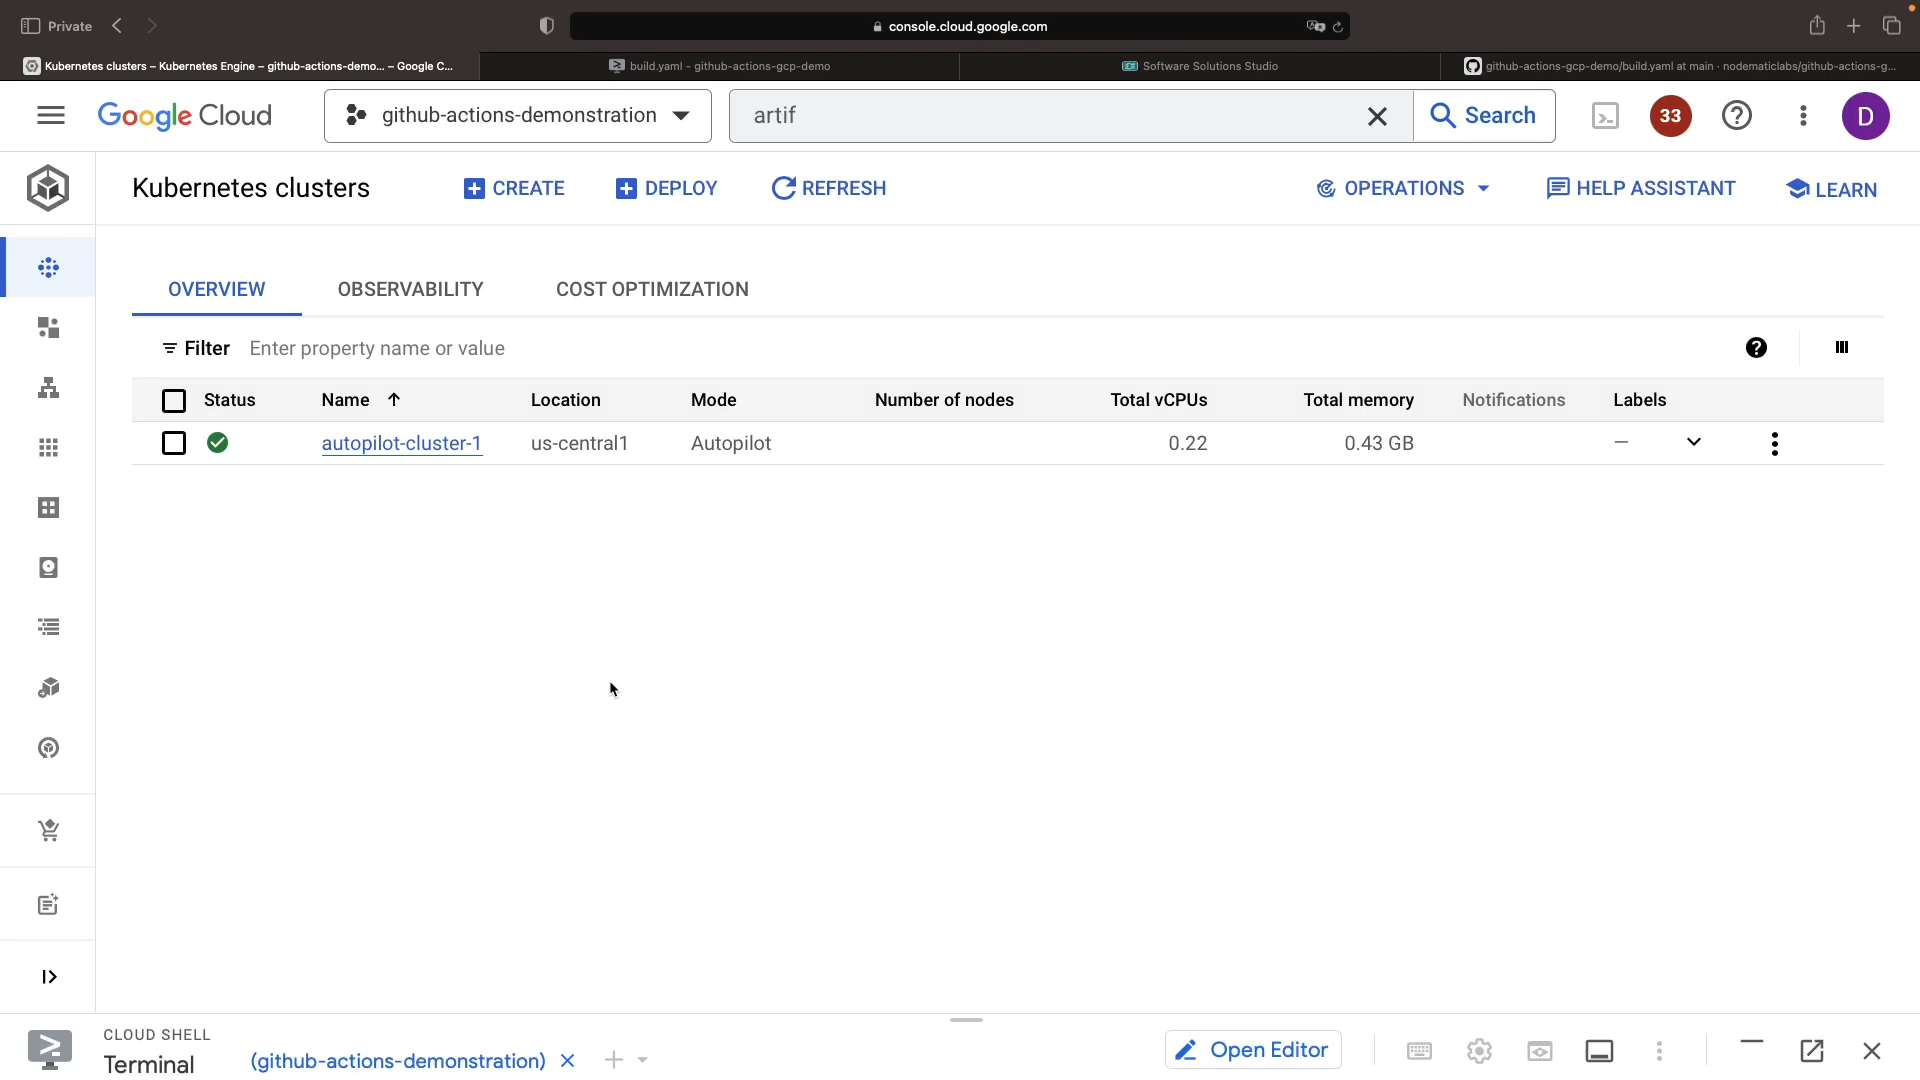 Private
console.cloud.google.com
Kubernetes clusters – Kubernetes Engine – github-actions-demo... – Google C...
build.yaml - github-actions-gcp-demo
Software Solutions Studio
github-actions-gcp-demo/build.yaml at main · nodematiclabs/github-actions-g...
Google Cloud
github-actions-demonstration
artif
Search
33
D
Kubernetes clusters
CREATE
DEPLOY
REFRESH
OPERATIONS
HELP ASSISTANT
LEARN
OVERVIEW
OBSERVABILITY
COST OPTIMIZATION
Filter
Enter property name or value
Status
Name
Location
Mode
Number of nodes
Total vCPUs
Total memory
Notifications
Labels
autopilot-cluster-1
us-central1
Autopilot
0.22
0.43 GB
—
CLOUD SHELL
Terminal
(github-actions-demonstration)
Open Editor